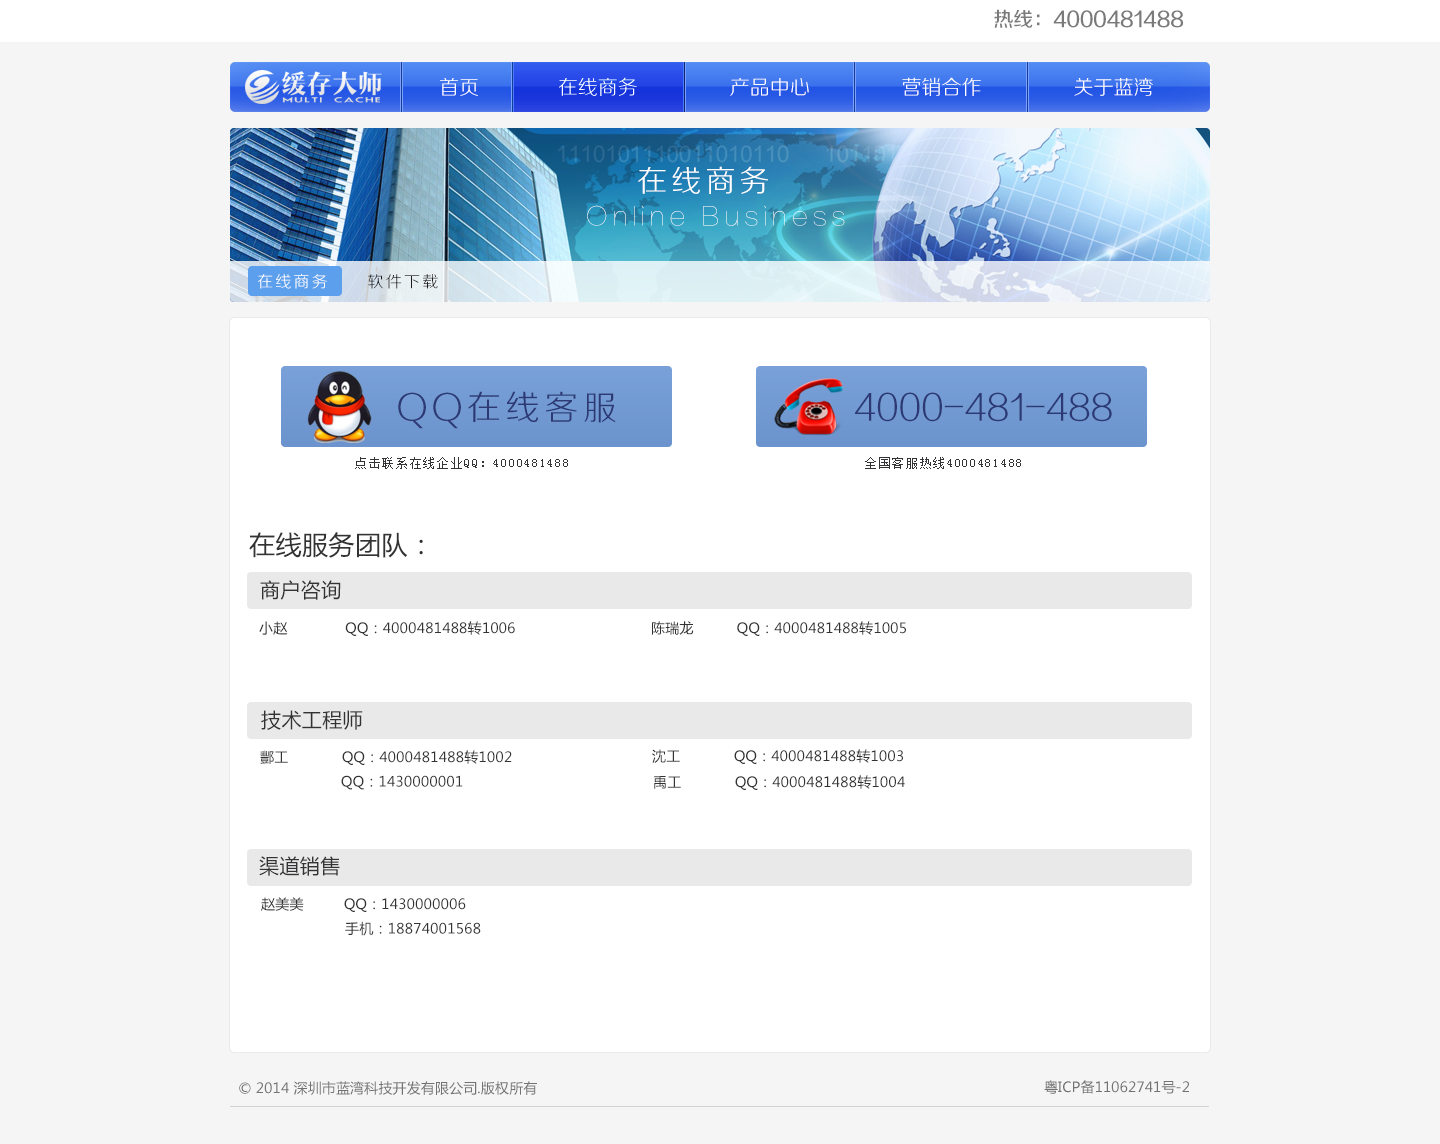 热线：4000481488
缓存大师 首页 在线商务 产品中心 营销合作 关于蓝湾
MULTI CACHE
1110101110011010110 10110
在线商务
Online Business
在线商务 软件下载
QQ在线客服 4000-481-488
点击联系在线企业QQ：4000481488 全国客服热线4000481488
在线服务团队：
商户咨询
小赵 QQ：4000481488转1006 陈瑞龙 QQ：4000481488转1005
技术工程师
酃工 QQ：4000481488转1002 沈工 QQ：4000481488转1003
QQ：1430000001 禹工 QQ：4000481488转1004
渠道销售
赵美美 QQ：1430000006
手机：18874001568
© 2014 深圳市蓝湾科技开发有限公司.版权所有 粤ICP备11062741号-2